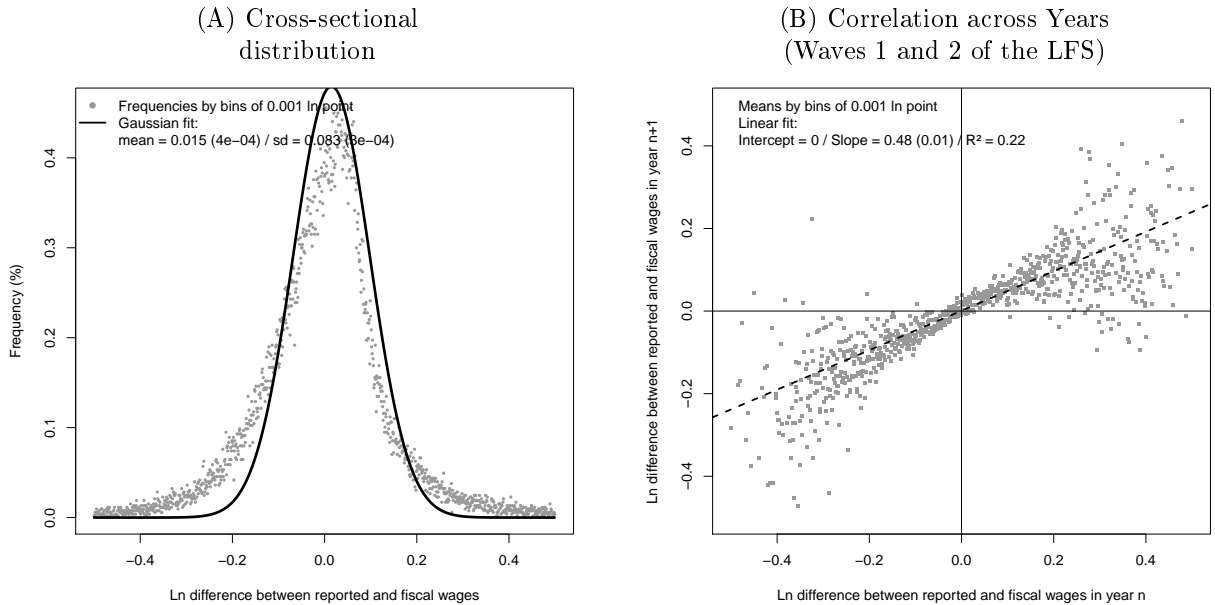 (A) Cross-sectional
distribution
Frequencies by bins of 0.001 ln point
Gaussian fit:
mean = 0.015 (4e−04) / sd = 0.083 (3e−04)
Frequency (%)
0.4
0.3
0.2
0.1
0.0
−0.4 −0.2 0.0 0.2 0.4
Ln difference between reported and fiscal wages
(B) Correlation across Years
(Waves 1 and 2 of the LFS)
Means by bins of 0.001 ln point
Linear fit:
Intercept = 0 / Slope = 0.48 (0.01) / R² = 0.22
Ln difference between reported and fiscal wages in year n+1
0.4
0.2
0.0
−0.2
−0.4
−0.4 −0.2 0.0 0.2 0.4
Ln difference between reported and fiscal wages in year n